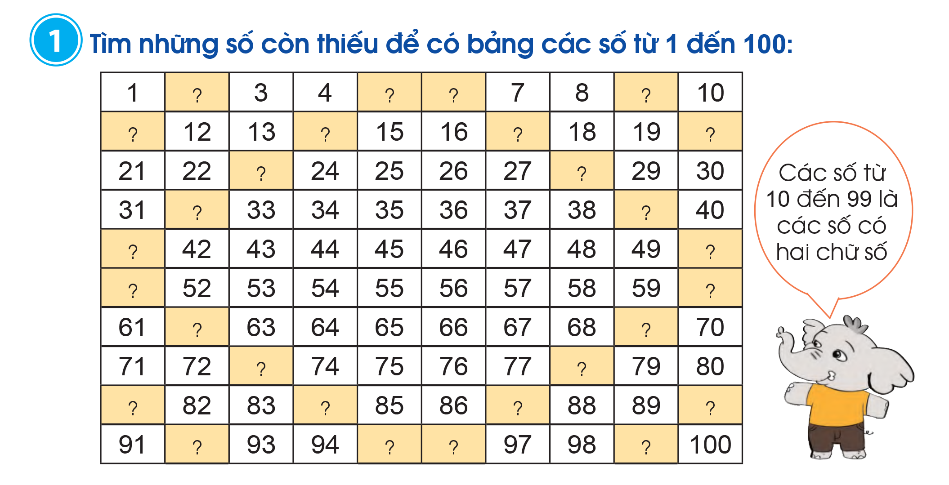 1 Tìm những số còn thiếu để có bảng các số từ 1 đến 100:
1 ? 3 4 ? ? 7 8 ? 10
? 12 13 ? 15 16 ? 18 19 ?
21 22 ? 24 25 26 27 ? 29 30
31 ? 33 34 35 36 37 38 ? 40
? 42 43 44 45 46 47 48 49 ?
? 52 53 54 55 56 57 58 59 ?
61 ? 63 64 65 66 67 68 ? 70
71 72 ? 74 75 76 77 ? 79 80
? 82 83 ? 85 86 ? 88 89 ?
91 ? 93 94 ? ? 97 98 ? 100
Các số từ
10 đến 99 là
các số có
hai chữ số